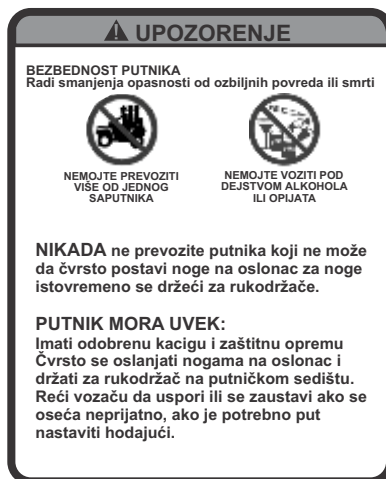 UPOZORENJE
BEZBEDNOST PUTNIKA
Radi smanjenja opasnosti od ozbiljnih povreda ili smrti
NEMOJTE PREVOZITI
VIŠE OD JEDNOG
SAPUTNIKA
NEMOJTE VOZITI POD
DEJSTVOM ALKOHOLA
ILI OPIJATA
NIKADA ne prevozite putnika koji ne može
da čvrsto postavi noge na oslonac za noge
istovremeno se držeći za rukodržače.
PUTNIK MORA UVEK:
Imati odobrenu kacigu i zaštitnu opremu
Čvrsto se oslanjati nogama na oslonac i
držati za rukodržač na putničkom sedištu.
Reći vozaču da uspori ili se zaustavi ako se
oseća neprijatno, ako je potrebno put
nastaviti hodajući.